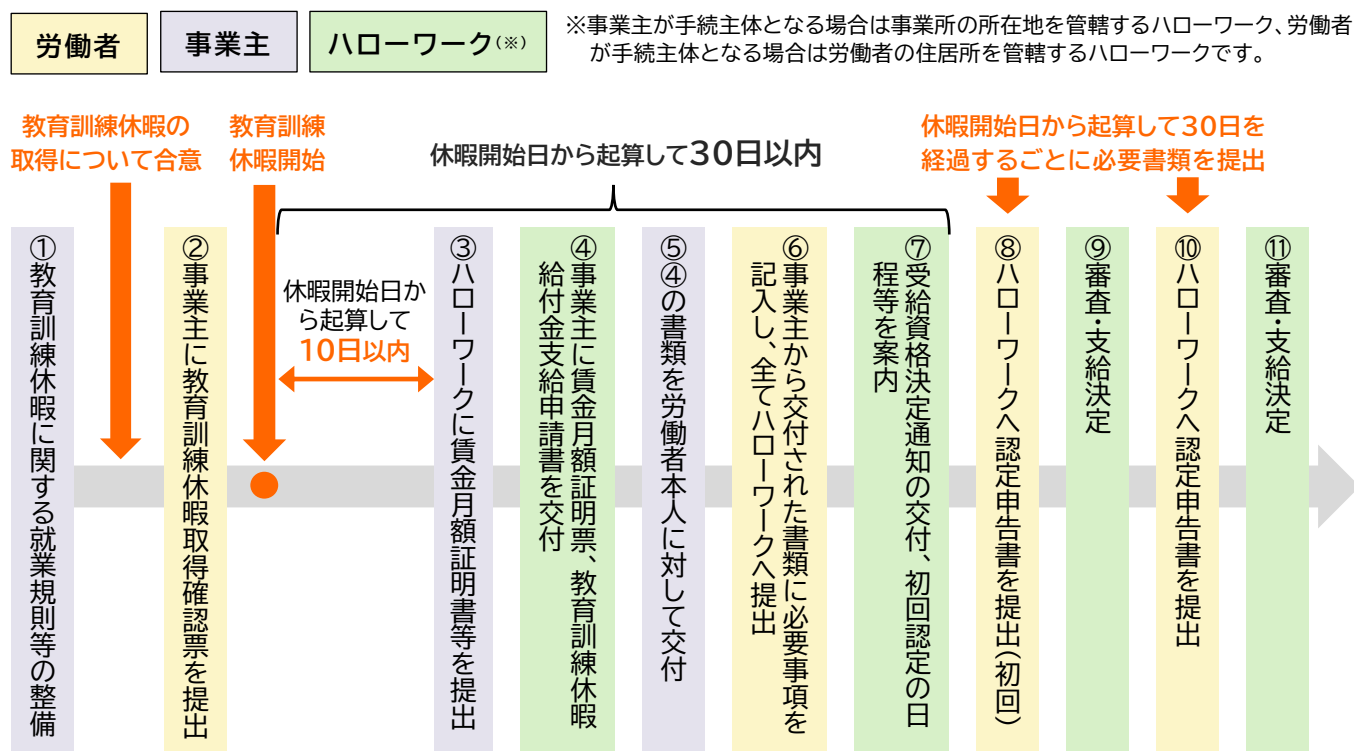 労働者
事業主
ハローワーク(※)
※事業主が手続主体となる場合は事業所の所在地を管轄するハローワーク、労働者
が手続主体となる場合は労働者の住居所を管轄するハローワークです。
教育訓練休暇の
取得について合意
教育訓練
休暇開始
休暇開始日から起算して30日以内
休暇開始日から起算して30日を
経過するごとに必要書類を提出
①教育訓練休暇に関する就業規則等の整備
②事業主に教育訓練休暇取得確認票を提出
休暇開始日か
ら起算して
10日以内
③ハローワークに賃金月額証明書等を提出
④事業主に賃金月額証明票、教育訓練休暇
給付金支給申請書を交付
⑤④の書類を労働者本人に対して交付
⑥事業主から交付された書類に必要事項を
記入し、全てハローワークへ提出
⑦受給資格決定通知の交付、初回認定の日
程等を案内
⑧ハローワークへ認定申告書を提出(初回)
⑨審査・支給決定
⑩ハローワークへ認定申告書を提出
⑪審査・支給決定